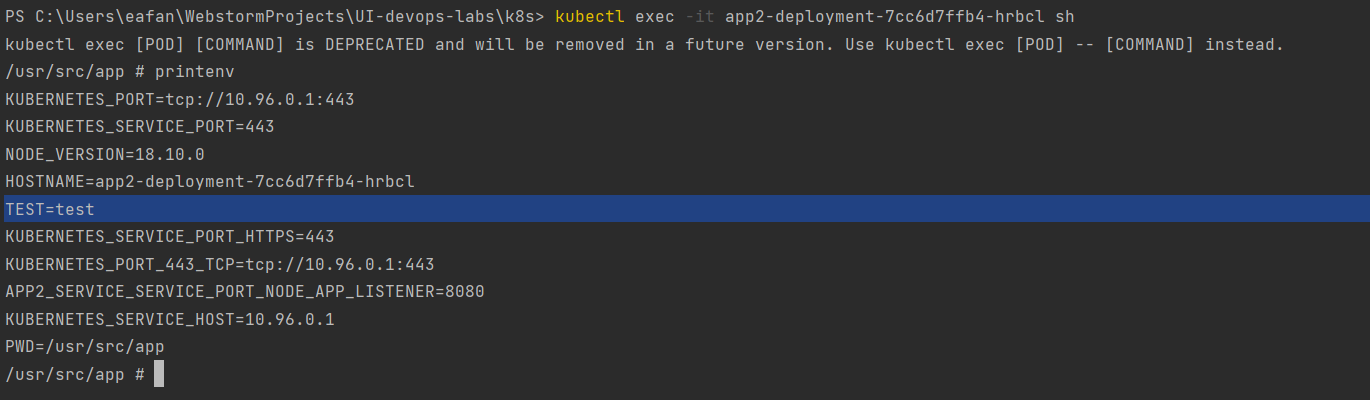 PS C:\Users\eafan\WebstormProjects\UI-devops-labs\k8s> kubectl exec -it app2-deployment-7cc6d7ffb4-hrbcl sh
kubectl exec [POD] [COMMAND] is DEPRECATED and will be removed in a future version. Use kubectl exec [POD] -- [COMMAND] instead.
/usr/src/app # printenv
KUBERNETES_PORT=tcp://10.96.0.1:443
KUBERNETES_SERVICE_PORT=443
NODE_VERSION=18.10.0
HOSTNAME=app2-deployment-7cc6d7ffb4-hrbcl
TEST=test
KUBERNETES_SERVICE_PORT_HTTPS=443
KUBERNETES_PORT_443_TCP=tcp://10.96.0.1:443
APP2_SERVICE_SERVICE_PORT_NODE_APP_LISTENER=8080
KUBERNETES_SERVICE_HOST=10.96.0.1
PWD=/usr/src/app
/usr/src/app #